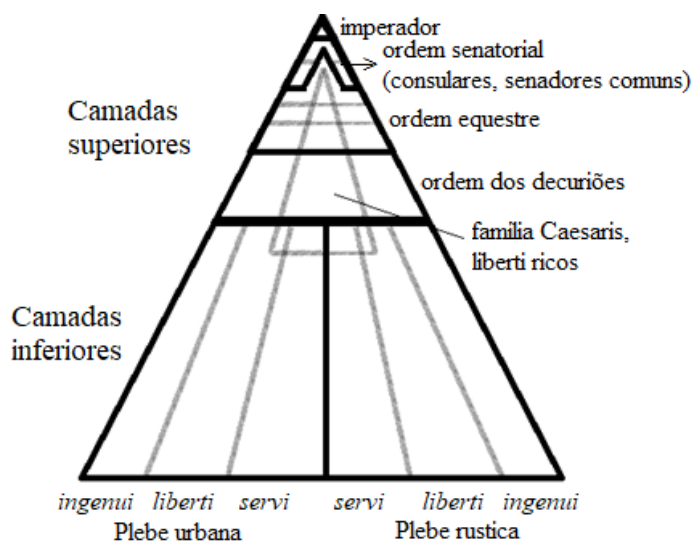 imperador
ordem senatorial
(consulares, senadores comuns)
Camadas
superiores
ordem equestre
ordem dos decuriões
familia Caesaris,
liberti ricos
Camadas
inferiores
ingenui liberti servi servi liberti ingenui
Plebe urbana Plebe rustica